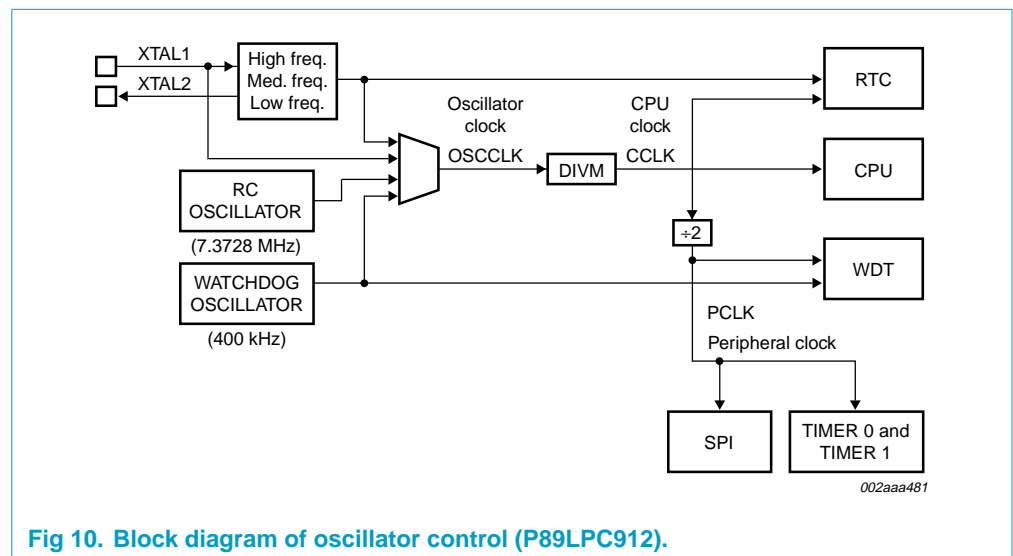 XTAL1
XTAL2
High freq.
Med. freq.
Low freq.
RTC
Oscillator
clock
OSCCLK
CPU
clock
CCLK
DIVM
CPU
RC
OSCILLATOR
(7.3728 MHz)
÷2
WDT
WATCHDOG
OSCILLATOR
(400 kHz)
PCLK
Peripheral clock
SPI
TIMER 0 and
TIMER 1
002aaa481
Fig 10. Block diagram of oscillator control (P89LPC912).